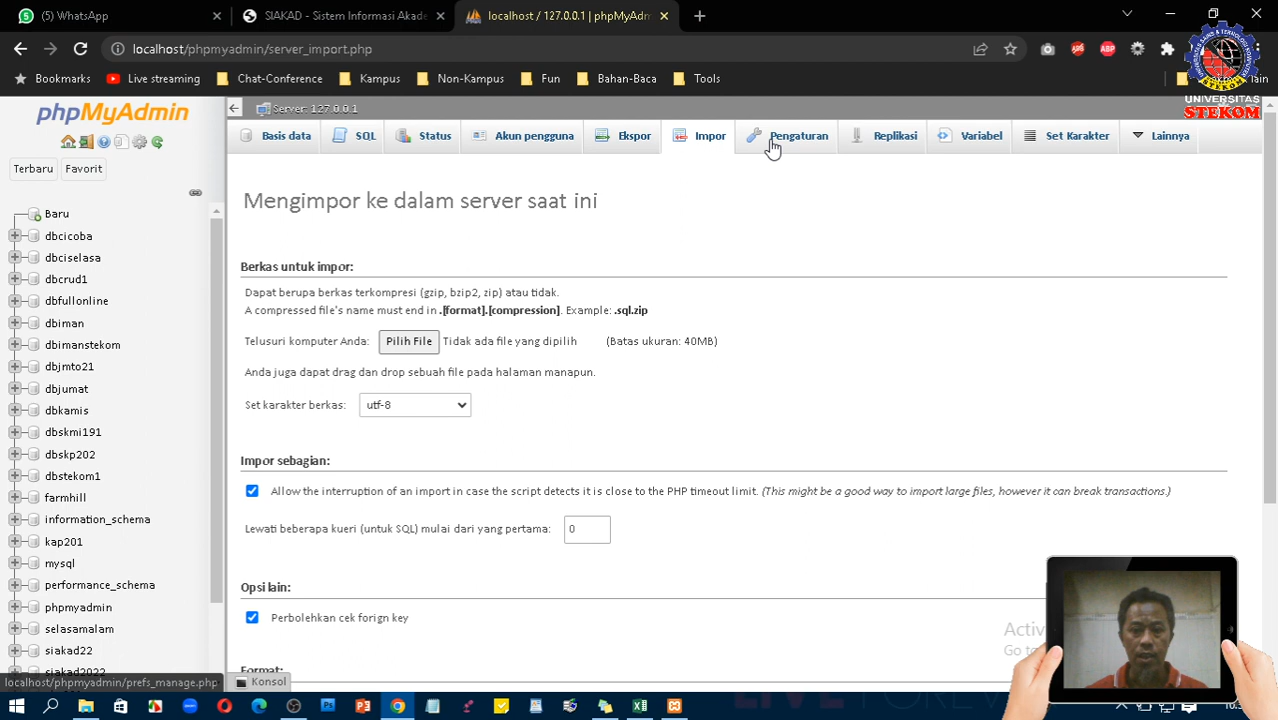 (15) WhatsApp
SIAKAD - Sistem Informasi Akade
localhost / 127.0.0.1 | phpMyAdm
localhost/phpmyadmin/server_import.php
Bookmarks
Live streaming
Chat-Conference
Kampus
Non-Kampus
Fun
Bahan-Baca
Tools
UNIVERSITAS
STEKOM
phpMyAdmin
Terbaru
Favorit
Baru
dbcicoba
dbciselasa
dbcrud1
dbfullonline
dbiman
dbimanstekom
dbjmto21
dbjumat
dbkamis
dbskmi191
dbskp202
dbstekom1
farmhill
information_schema
kap201
mysql
performance_schema
phpmyadmin
selasamalam
siakad22
siakad2022
localhost/phpmyadmin/prefs_manage.php
Server: 127.0.0.1
Basis data
SQL
Status
Akun pengguna
Ekspor
Impor
Pengaturan
Replikasi
Variabel
Set Karakter
Lainnya
Mengimpor ke dalam server saat ini
Berkas untuk impor:
Dapat berupa berkas terkompresi (gzip, bzip2, zip) atau tidak.
A compressed file's name must end in .[format].[compression]. Example: .sql.zip
Telusuri komputer Anda: Pilih File Tidak ada file yang dipilih (Batas ukuran: 40MB)
Anda juga dapat drag dan drop sebuah file pada halaman manapun.
Set karakter berkas: utf-8
Impor sebagian:
Allow the interruption of an import in case the script detects it is close to the PHP timeout limit. (This might be a good way to import large files, however it can break transactions.)
Lewati beberapa kueri (untuk SQL) mulai dari yang pertama: 0
Opsi lain:
Perbolehkan cek forign key
Format:
Konsol
Go to